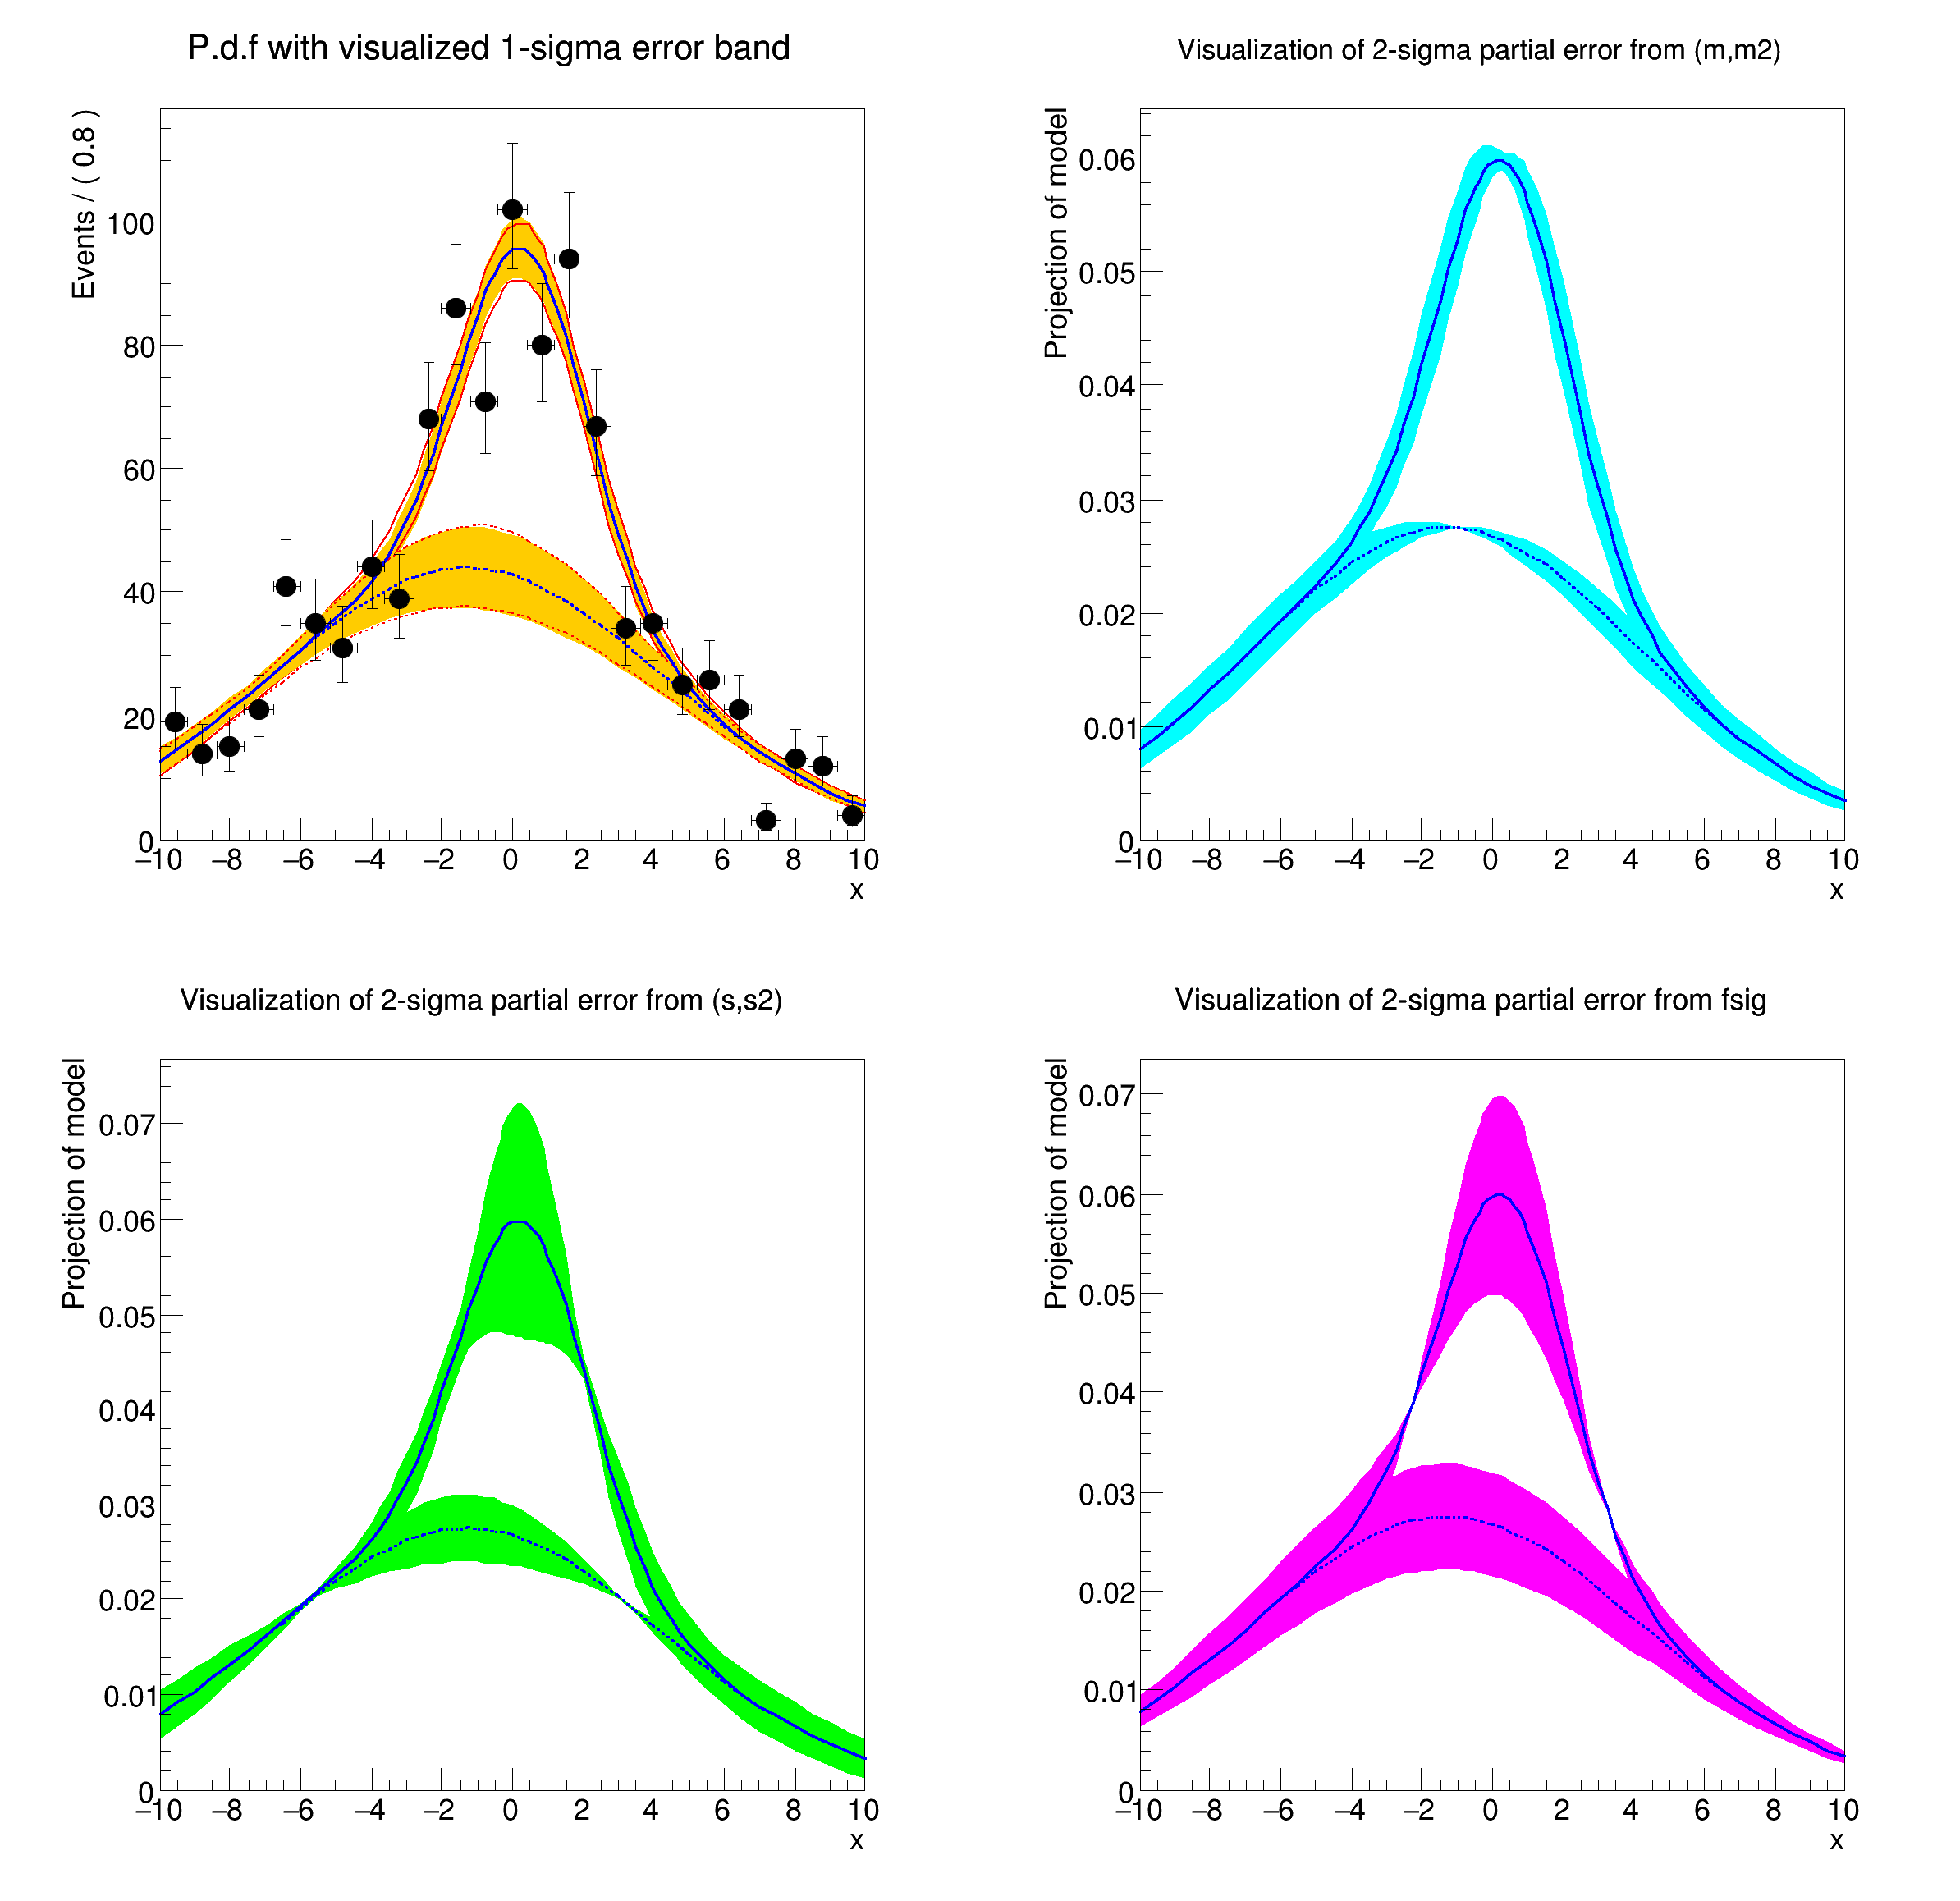 P.d.f with visualized 1-sigma error band
Events / ( 0.8 )
100
80
60
40
20
0
−10 −8 −6 −4 −2 0 2 4 6 8 10
x
Visualization of 2-sigma partial error from (m,m2)
Projection of model
0.06
0.05
0.04
0.03
0.02
0.01
0
−10 −8 −6 −4 −2 0 2 4 6 8 10
x
Visualization of 2-sigma partial error from (s,s2)
Projection of model
0.07
0.06
0.05
0.04
0.03
0.02
0.01
0
−10 −8 −6 −4 −2 0 2 4 6 8 10
x
Visualization of 2-sigma partial error from fsig
Projection of model
0.07
0.06
0.05
0.04
0.03
0.02
0.01
0
−10 −8 −6 −4 −2 0 2 4 6 8 10
x